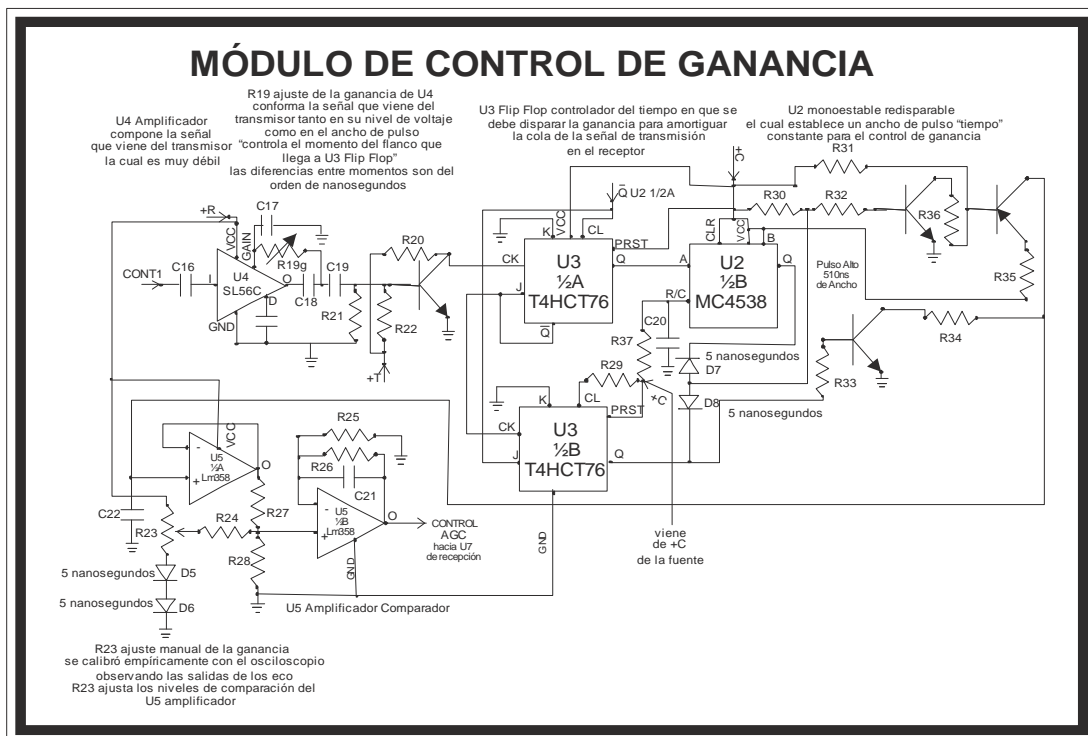 MÓDULO DE CONTROL DE GANANCIA
R19 ajuste de la ganancia de U4
conforma la señal que viene del
transmisor tanto en su nivel de voltaje
como en el ancho de pulso
“controla el momento del flanco que
llega a U3 Flip Flop”
las diferencias entre momentos son del
orden de nanosegundos
U4 Amplificador
compone la señal
que viene del transmisor
la cual es muy débil
U3 Flip Flop controlador del tiempo en que se
debe disparar la ganancia para amortiguar
la cola de la señal de transmisión
en el receptor
U2 monoestable redisparable
el cual establece un ancho de pulso “tiempo”
constante para el control de ganancia
+C
R31
Q U2 1/2A
+R
C17
VCC
GAIN
R19g
CONT1
C16
I
U4
SL56C
O
D
GND
C18
C19
R20
R21
R22
+T
K
VCC
CL
PRST
CK
U3
½A
T4HCT76
Q
J
Q
CLR
VCC
B
A
U2
½B
MC4538
Q
R/C
R30
R32
R36
R35
Pulso Alto
510ns
de Ancho
R34
R33
C20
R37
R29
5 nanosegundos
D7
D8
5 nanosegundos
+C
K
CL
PRST
CK
U3
½B
T4HCT76
J
Q
GND
viene
de +C
de la fuente
VCC
-
U5
½A
Lm358
+
O
C22
R23
R24
R27
R28
R25
R26
C21
-
U5
½B
Lm358
+
O
GND
CONTROL
AGC
hacia U7
de recepción
5 nanosegundos
D5
5 nanosegundos
D6
U5 Amplificador Comparador
R23 ajuste manual de la ganancia
se calibró empíricamente con el osciloscopio
observando las salidas de los eco
R23 ajusta los niveles de comparación del
U5 amplificador